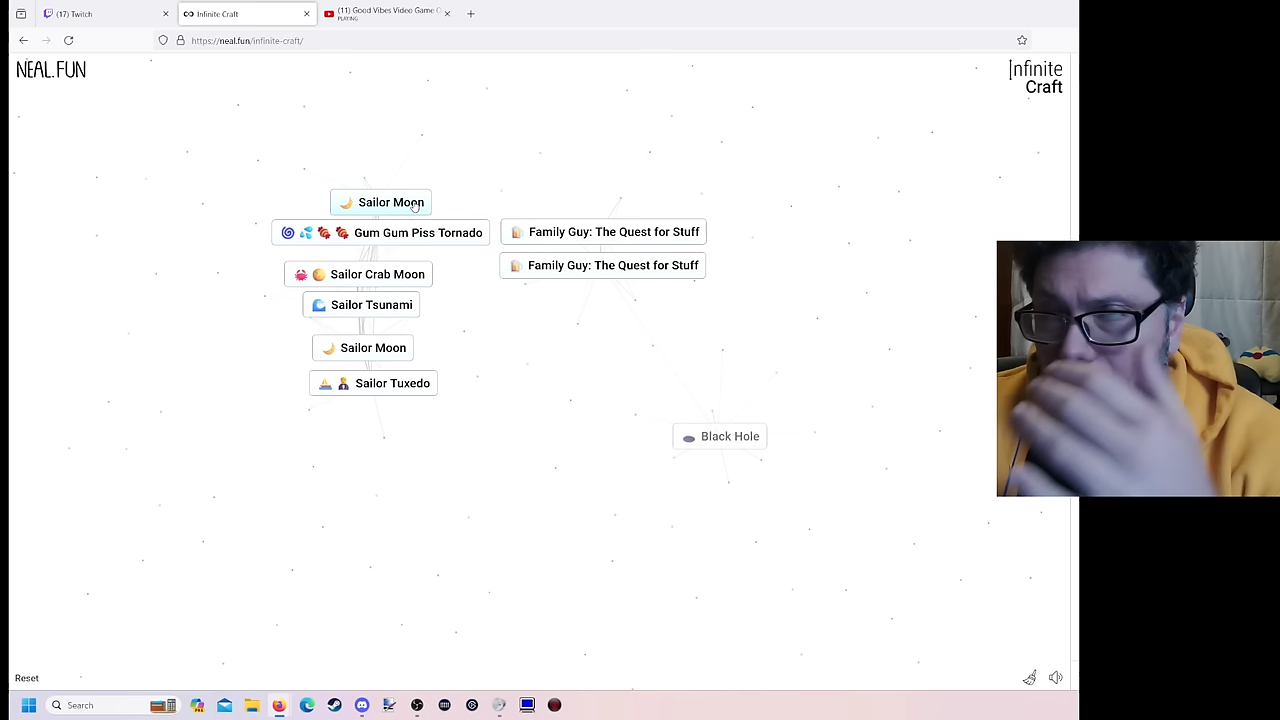 (17) Twitch
Infinite Craft
(11) Good Vibes Video Game
PLAYING
https://neal.fun/infinite-craft/
NEAL.FUN
Infinite
Craft
Sailor Moon
Gum Gum Piss Tornado
Family Guy: The Quest for Stuff
Family Guy: The Quest for Stuff
Sailor Crab Moon
Sailor Tsunami
Sailor Moon
Sailor Tuxedo
Black Hole
Reset
Search